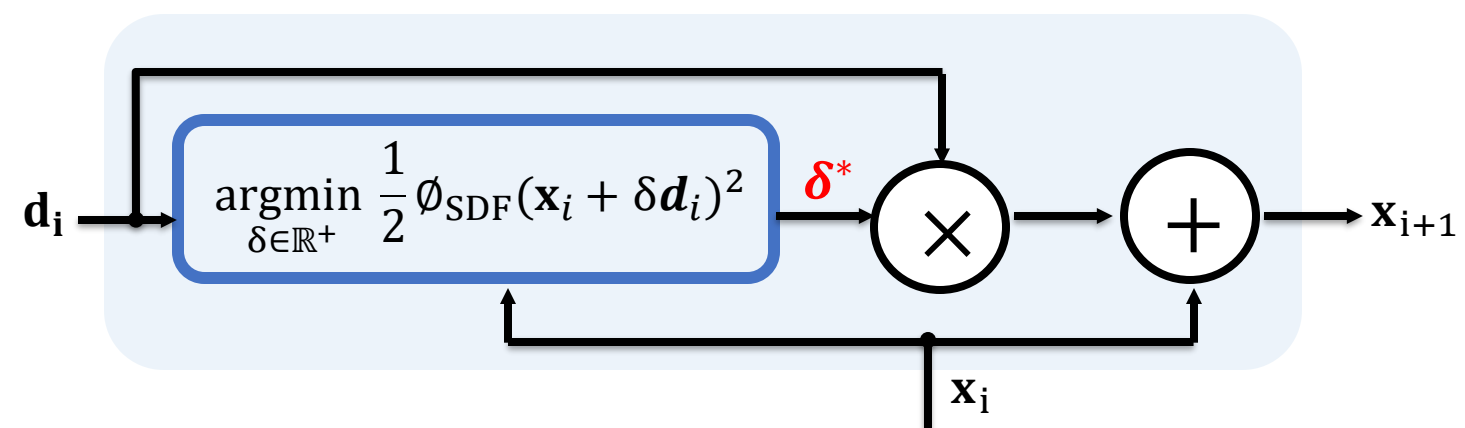 d_i
argmin_{δ∈ℝ⁺} 1/2 ∅_SDF(x_i + δd_i)²
δ*
×
+
x_{i+1}
x_i